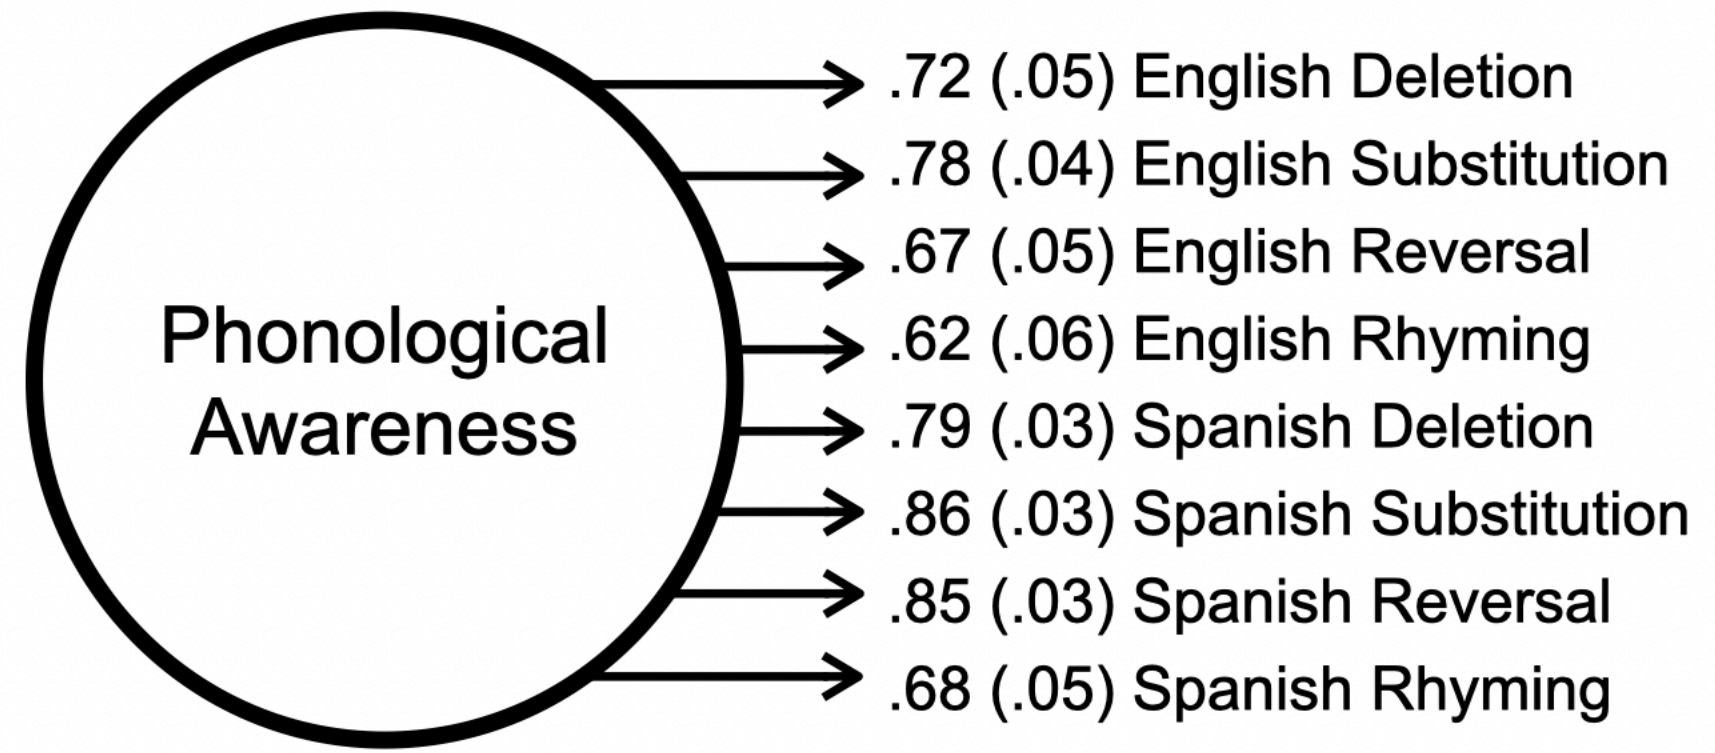 Phonological
Awareness
.72 (.05) English Deletion
.78 (.04) English Substitution
.67 (.05) English Reversal
.62 (.06) English Rhyming
.79 (.03) Spanish Deletion
.86 (.03) Spanish Substitution
.85 (.03) Spanish Reversal
.68 (.05) Spanish Rhyming